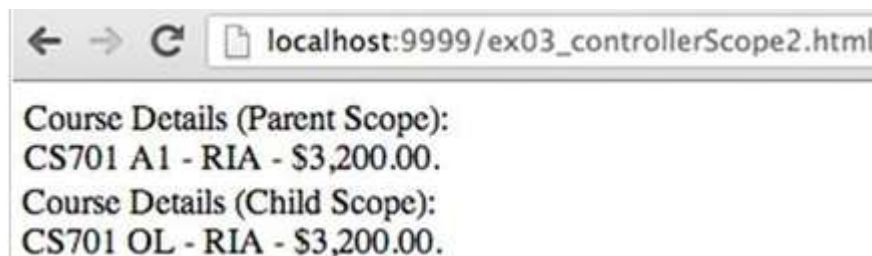 localhost:9999/ex03_controllerScope2.html
Course Details (Parent Scope):
CS701 A1 - RIA - $3,200.00.
Course Details (Child Scope):
CS701 OL - RIA - $3,200.00.